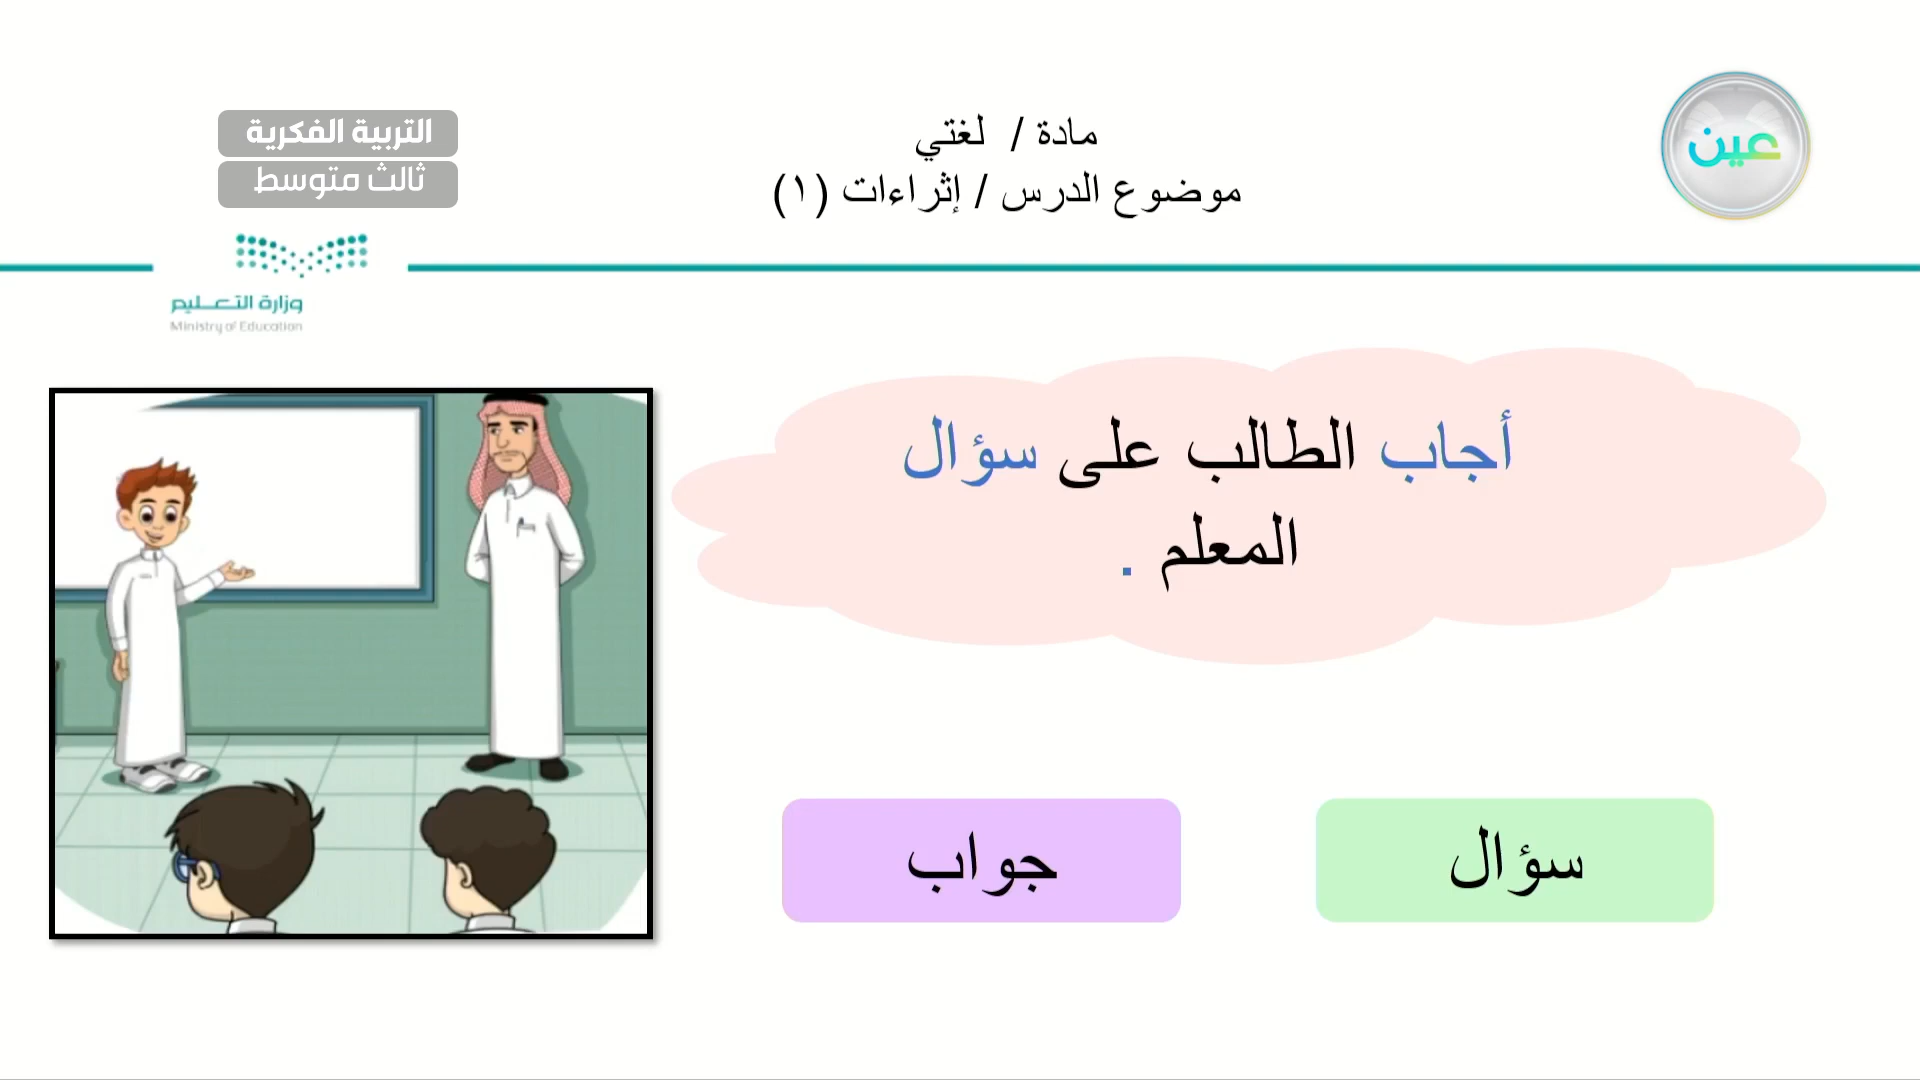 عين
مادة / لغتي
موضوع الدرس / إثراءات (١)
التربية الفكرية
ثالث متوسط
وزارة التعليم
Ministry of Education
أجاب الطالب على سؤال
المعلم .
سؤال
جواب